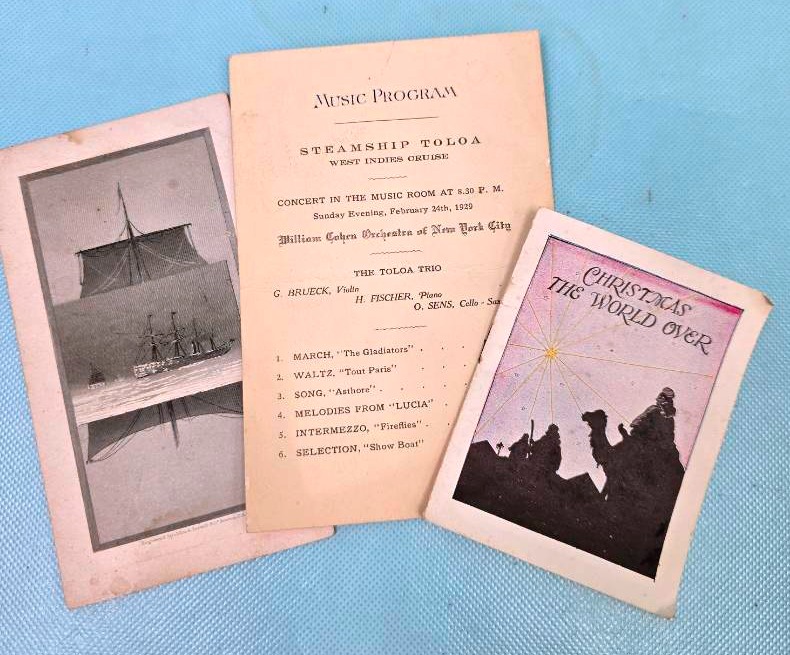 MUSIC PROGRAM
STEAMSHIP TOLOA
WEST INDIES CRUISE
CONCERT IN THE MUSIC ROOM AT 8.30 P. M.
Sunday Evening, February 24th, 1929
William Cohen Orchestra of New York City
THE TOLOA TRIO
G. BRUECK, Violin
H. FISCHER, Piano
O. SENS, Cello - Sax
1. MARCH, "The Gladiators" . . .
2. WALTZ, "Tout Paris" . . .
3. SONG, "Asthore" . . .
4. MELODIES FROM "LUCIA" . .
5. INTERMEZZO, "Fireflies" . .
6. SELECTION, "Show Boat"
CHRISTMAS
THE WORLD OVER